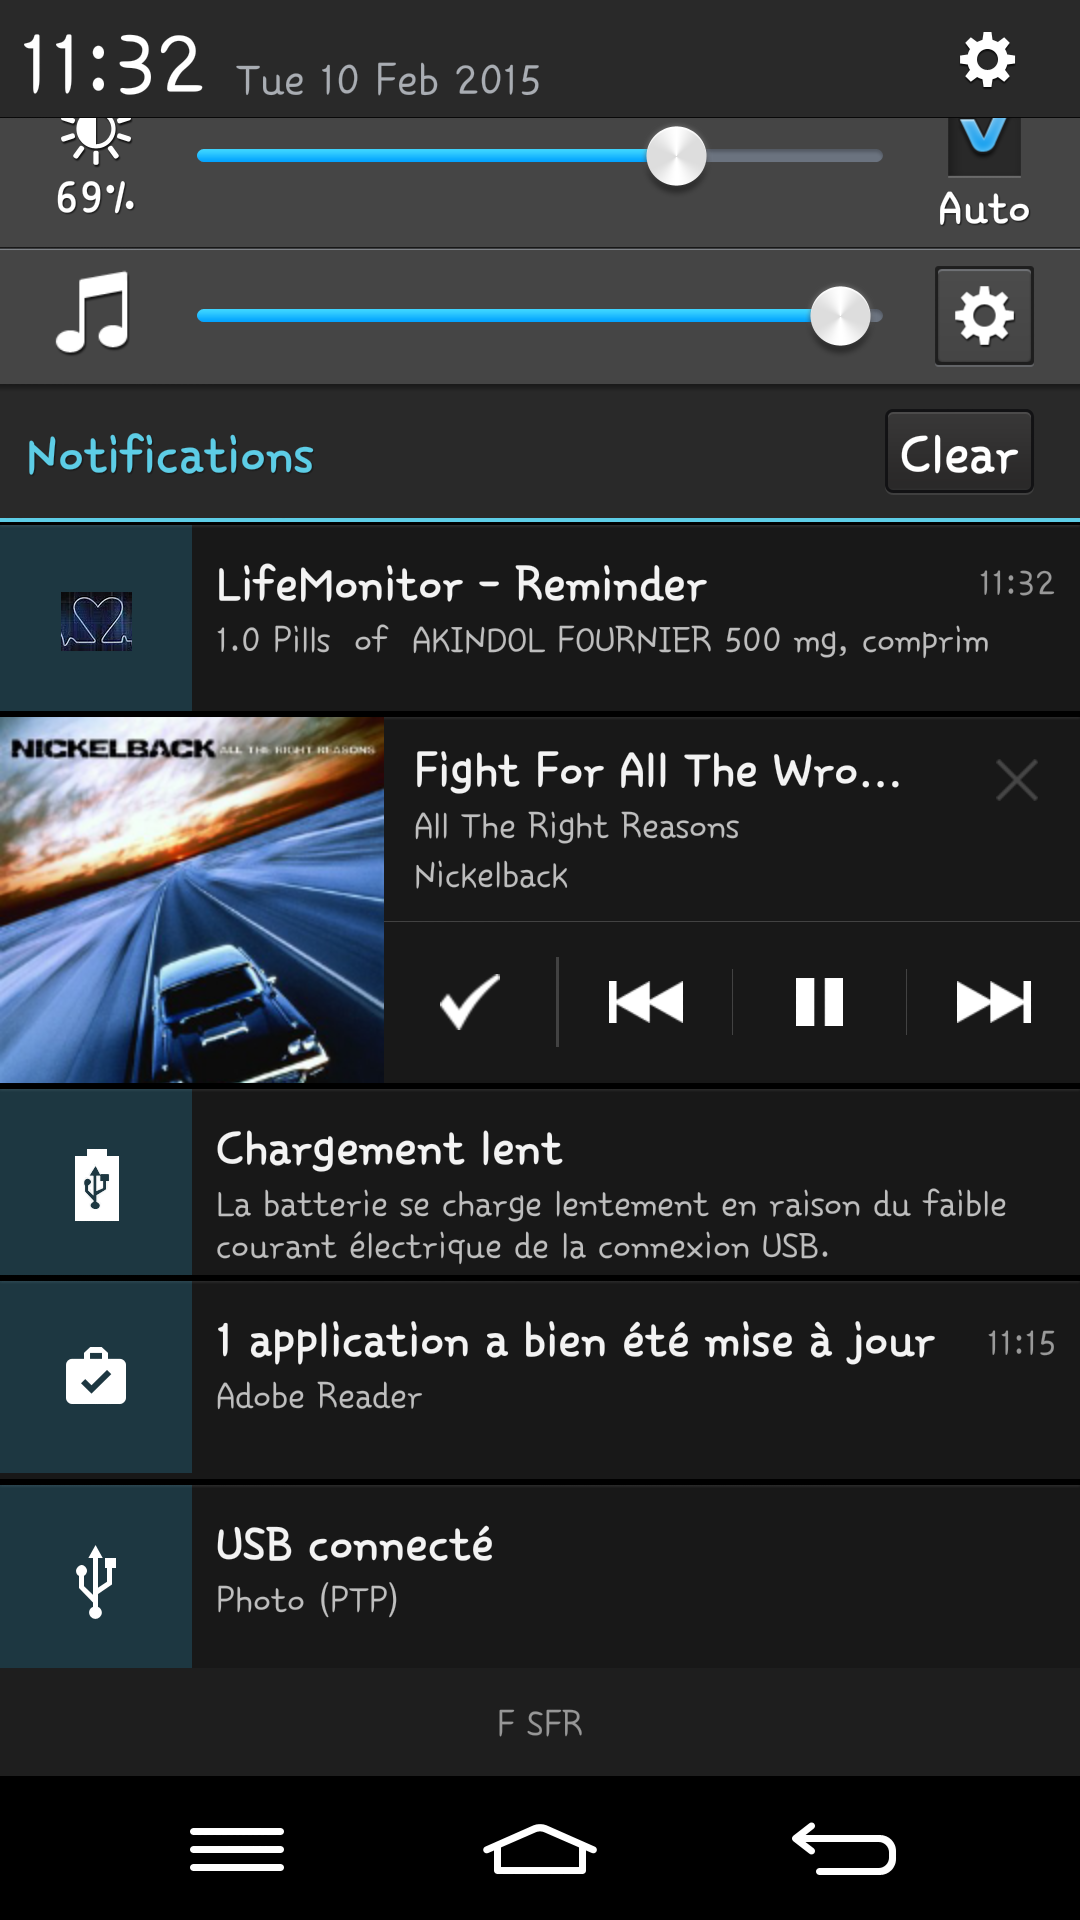 11:32 Tue 10 Feb 2015
69%
Auto
Notifications Clear
LifeMonitor - Reminder 11:32
1.0 Pills of AKINDOL FOURNIER 500 mg, comprim
NICKELBACK ALL THE RIGHT REASONS
Fight For All The Wro...
All The Right Reasons
Nickelback
Chargement lent
La batterie se charge lentement en raison du faible
courant électrique de la connexion USB.
1 application a bien été mise à jour 11:15
Adobe Reader
USB connecté
Photo (PTP)
F SFR